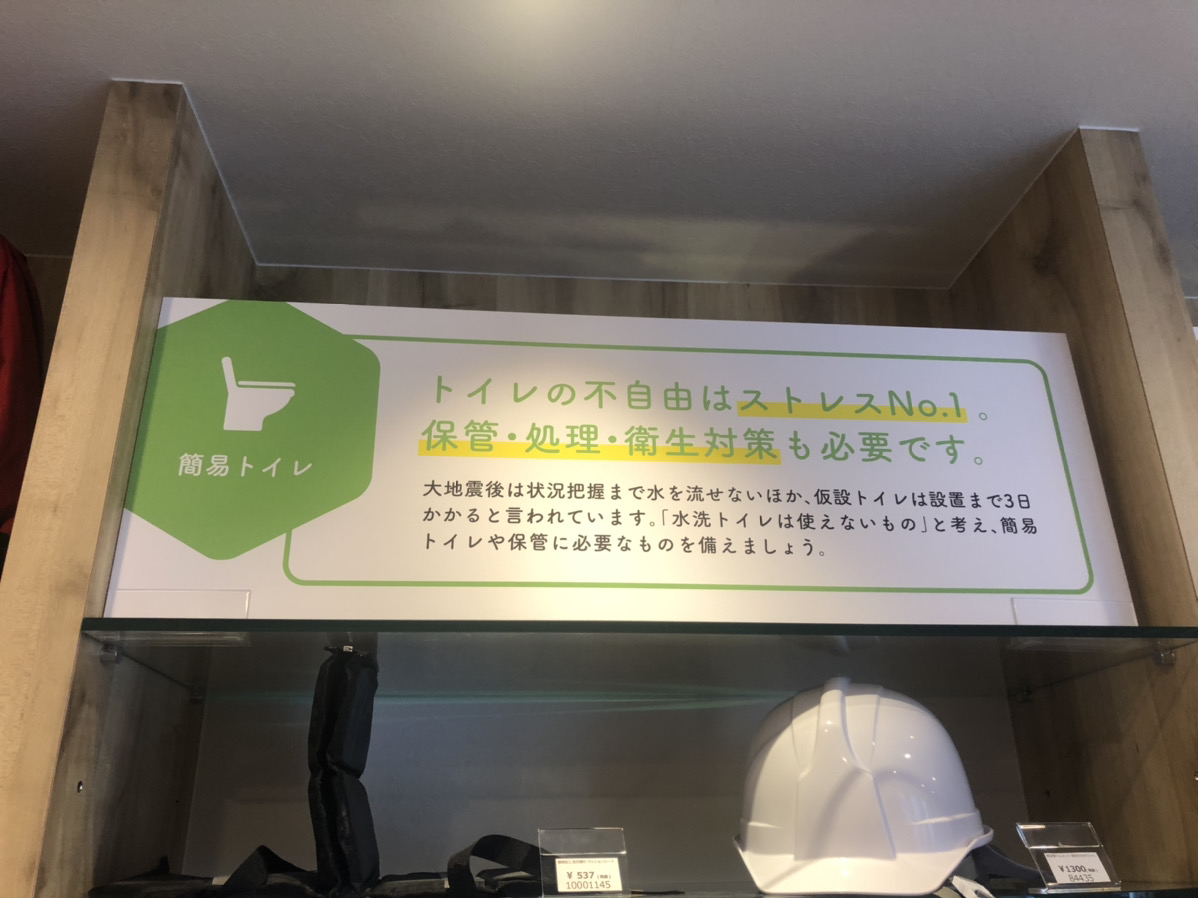 簡易トイレ
トイレの不自由はストレスNo.1。
保管・処理・衛生対策も必要です。
大地震後は状況把握まで水を流せないほか、仮設トイレは設置まで3日
かかると言われています。「水洗トイレは使えないもの」と考え、簡易
トイレや保管に必要なものを備えましょう。
¥ 537
10001145
¥1300
84435